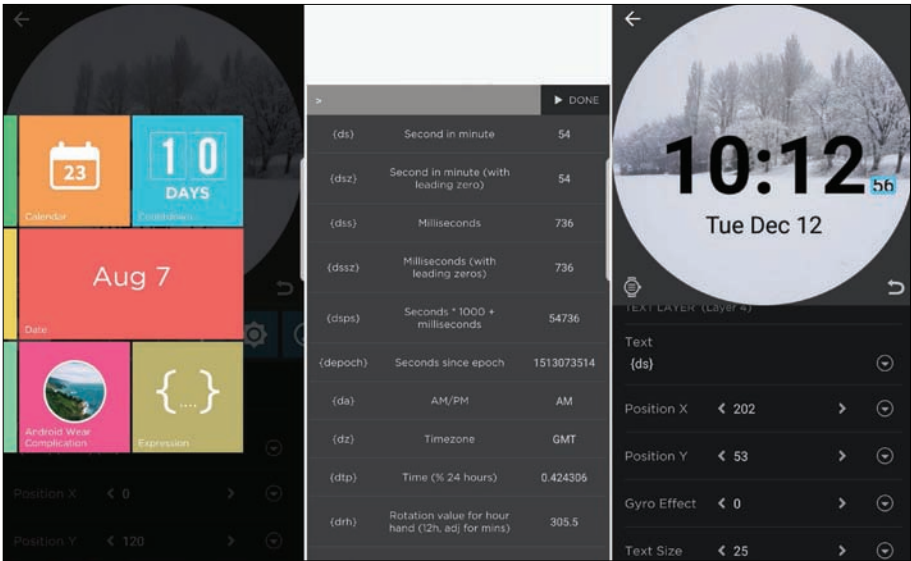 23
Calendar
10
DAYS
Countdown
Aug 7
Date
Android Wear
Complication
{....}
Expression
Position X < 0 >
Position Y < 120 >
> ▶ DONE
{ds} Second in minute 54
{dsz} Second in minute (with
leading zero) 54
{dss} Milliseconds 736
{dssz} Milliseconds (with
leading zeros) 736
{dsps} Seconds * 1000 +
milliseconds 54736
{depoch} Seconds since epoch 1513073514
{da} AM/PM AM
{dz} Timezone GMT
{dtp} Time (% 24 hours) 0.424306
{drh} Rotation value for hour
hand (12h, adj for mins) 305.5
10:12 56
Tue Dec 12
TEXT LAYER (Layer 4)
Text
{ds}
Position X < 202 >
Position Y < 53 >
Gyro Effect < 0 >
Text Size < 25 >